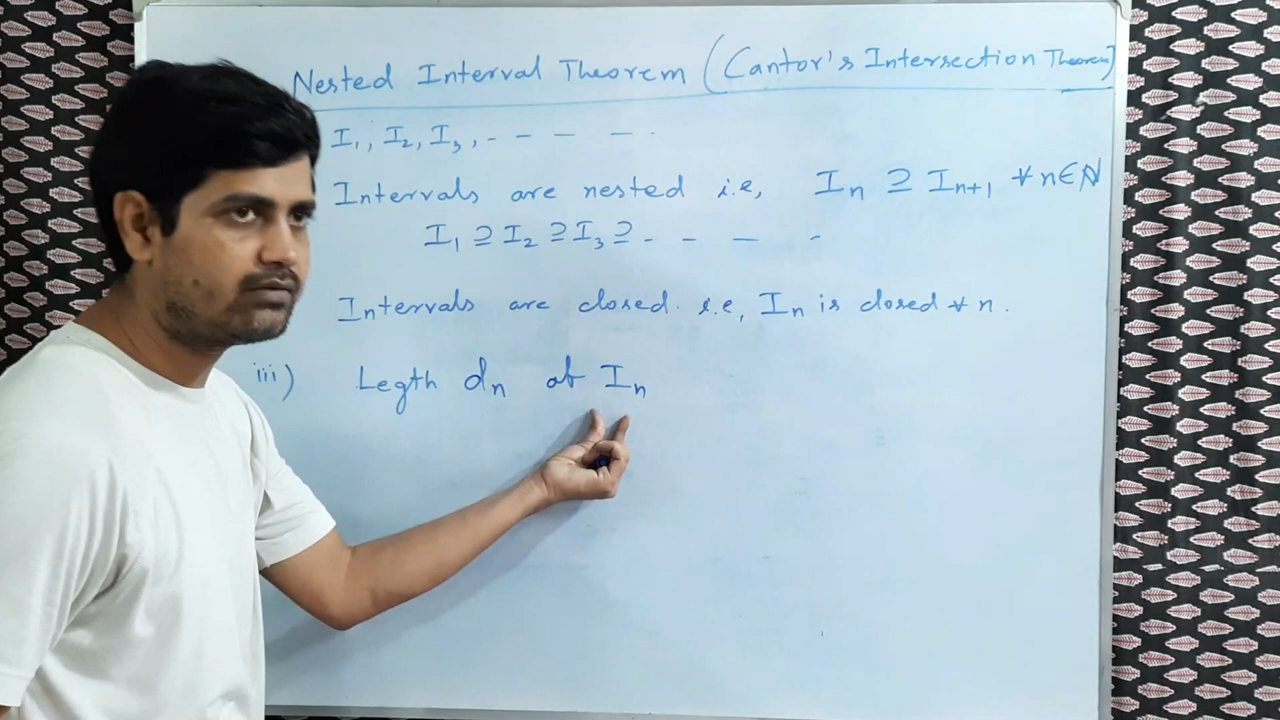 Nested Interval Theorem (Cantor's Intersection Theorem)
I₁, I₂, I₃, - - - -
Intervals are nested i.e, Iₙ ⊇ Iₙ₊₁ ∀ n ∈ ℕ
I₁ ⊇ I₂ ⊇ I₃ ⊇ - - - -
Intervals are closed. i.e, Iₙ is closed ∀ n.
iii) Legth dₙ of Iₙ